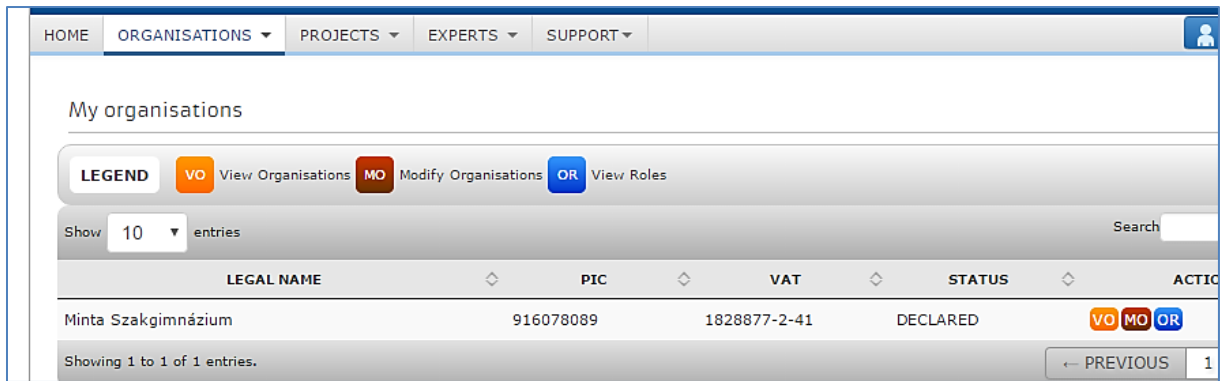 HOME ORGANISATIONS PROJECTS EXPERTS SUPPORT
My organisations
LEGEND VO View Organisations MO Modify Organisations OR View Roles
Show 10 entries Search
LEGAL NAME PIC VAT STATUS ACTIO
Minta Szakgimnázium 916078089 1828877-2-41 DECLARED VO MO OR
Showing 1 to 1 of 1 entries. ← PREVIOUS 1